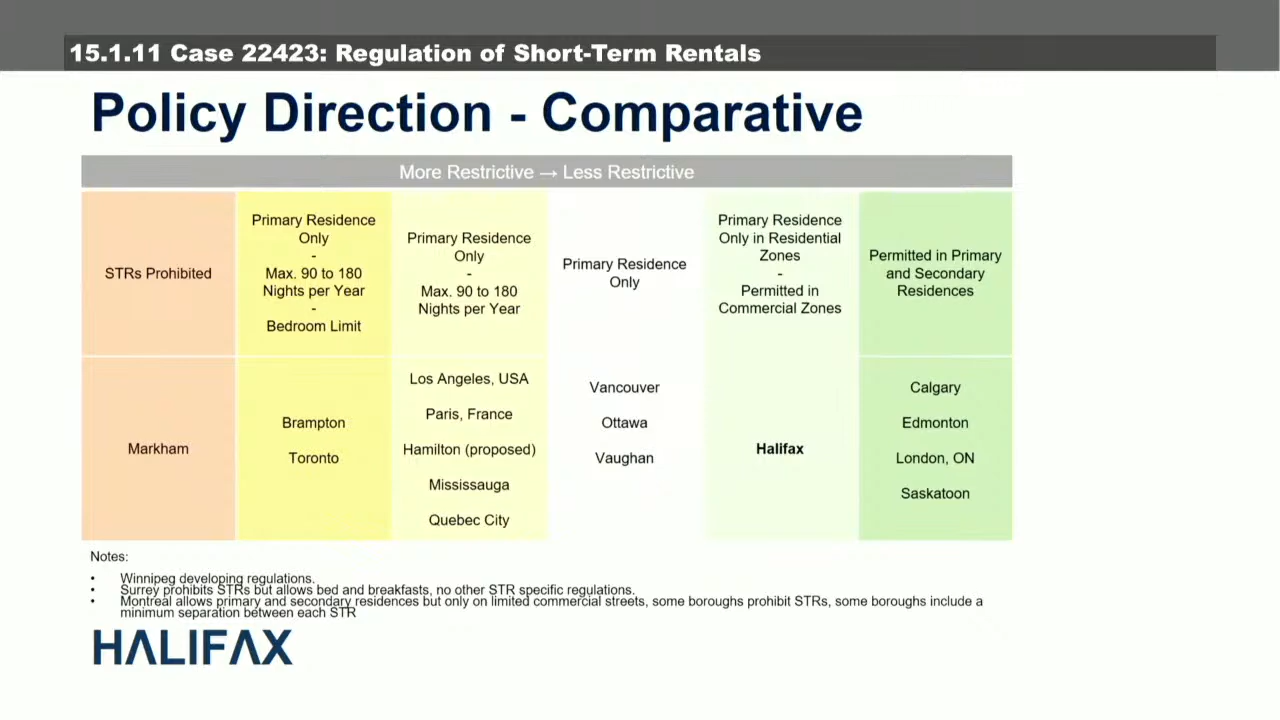 15.1.11 Case 22423: Regulation of Short-Term Rentals
Policy Direction - Comparative
More Restrictive → Less Restrictive
STRs Prohibited
Primary Residence
Only
-
Max. 90 to 180
Nights per Year
-
Bedroom Limit
Primary Residence
Only
-
Max. 90 to 180
Nights per Year
Primary Residence
Only
Primary Residence
Only in Residential
Zones
-
Permitted in
Commercial Zones
Permitted in Primary
and Secondary
Residences
Markham
Brampton
Toronto
Los Angeles, USA
Paris, France
Hamilton (proposed)
Mississauga
Quebec City
Vancouver
Ottawa
Vaughan
Halifax
Calgary
Edmonton
London, ON
Saskatoon
Notes:
• Winnipeg developing regulations.
• Surrey prohibits STRs but allows bed and breakfasts, no other STR specific regulations.
• Montreal allows primary and secondary residences but only on limited commercial streets, some boroughs prohibit STRs, some boroughs include a
minimum separation between each STR
HALIFAX